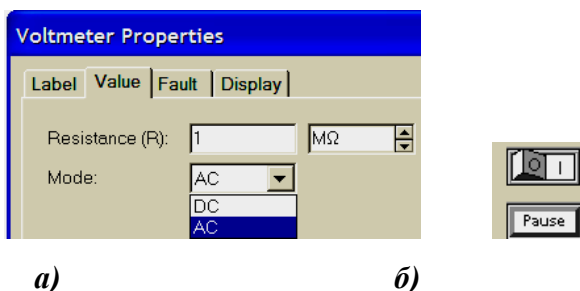 Voltmeter Properties
Label Value Fault Display
Resistance (R): 1 MΩ
Mode: AC
DC
AC
O I
Pause
а) б)